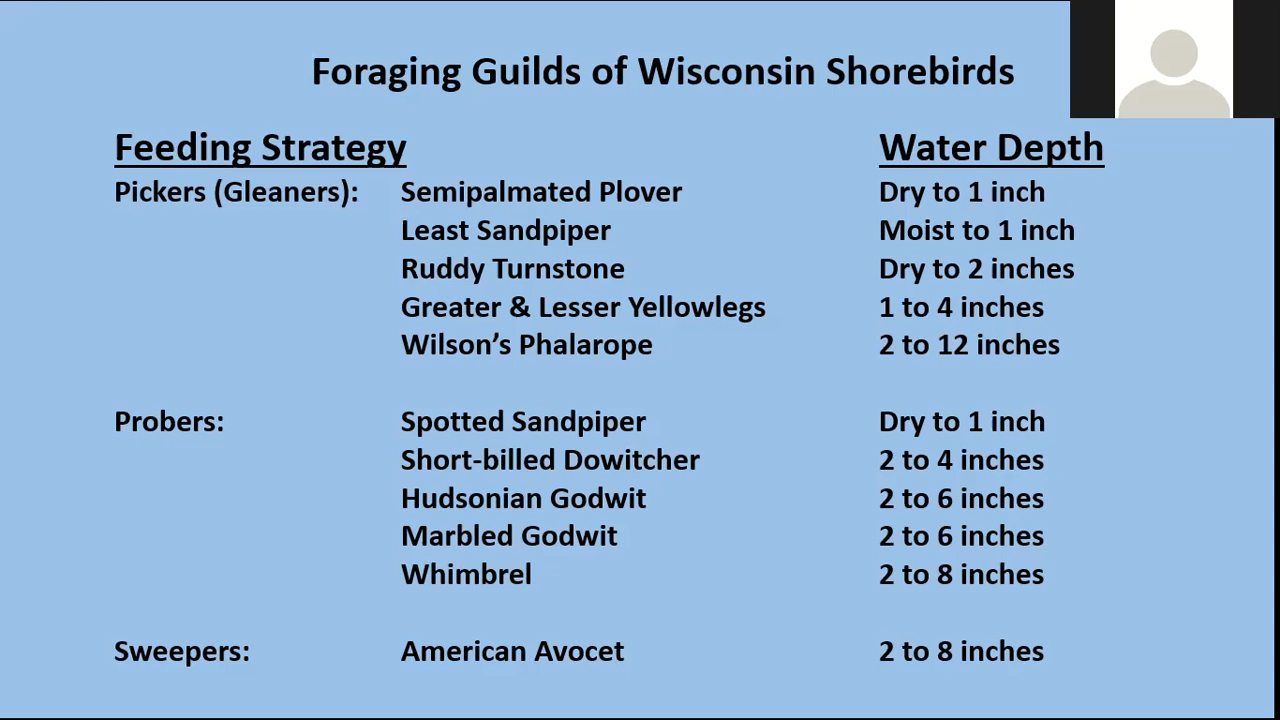 Foraging Guilds of Wisconsin Shorebirds
Feeding Strategy Water Depth
Pickers (Gleaners): Semipalmated Plover Dry to 1 inch
Least Sandpiper Moist to 1 inch
Ruddy Turnstone Dry to 2 inches
Greater & Lesser Yellowlegs 1 to 4 inches
Wilson’s Phalarope 2 to 12 inches
Probers: Spotted Sandpiper Dry to 1 inch
Short-billed Dowitcher 2 to 4 inches
Hudsonian Godwit 2 to 6 inches
Marbled Godwit 2 to 6 inches
Whimbrel 2 to 8 inches
Sweepers: American Avocet 2 to 8 inches